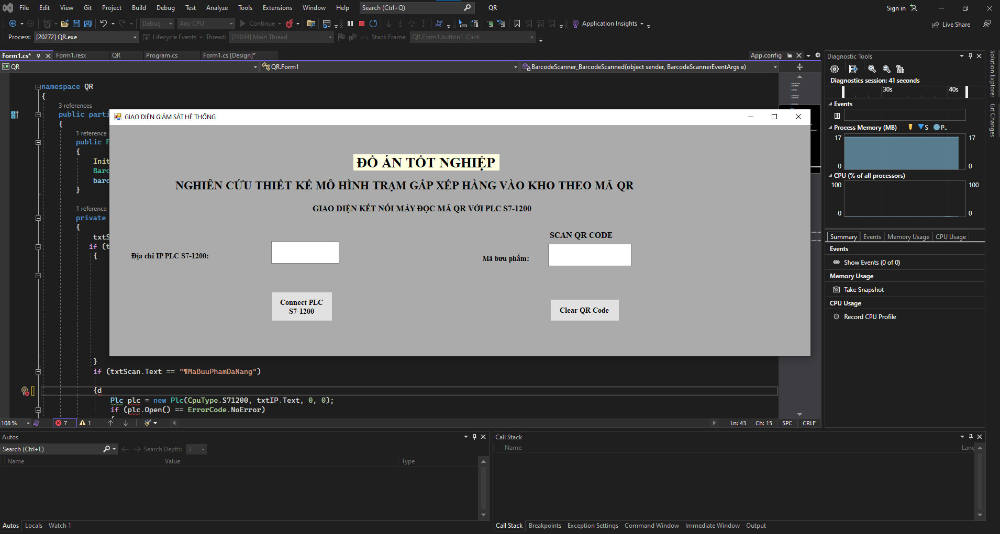 File Edit View Git Project Build Debug Test Analyze Tools Extensions Window Help Search (Ctrl+Q) QR Sign in
Debug Any CPU Continue Application Insights Live Share
Process: [20272] QR.exe Lifecycle Events Thread: [24044] Main Thread Stack Frame: QR.Form1.button1_Click
Form1.cs* Form1.resx QR Program.cs Form1.cs [Design]* App.config
QR QR.Form1 BarcodeScanner_BarcodeScanned(object sender, BarcodeScannerEventArgs e)
namespace QR
{
3 references
public parti
{
1 reference
public F
{
Init
Barc
barc
}
1 reference
private
{
txtS
if (t
{
GIAO DIỆN GIÁM SÁT HỆ THỐNG
ĐỒ ÁN TỐT NGHIỆP
NGHIÊN CỨU THIẾT KẾ MÔ HÌNH TRẠM GẮP XẾP HÀNG VÀO KHO THEO MÃ QR
GIAO DIỆN KẾT NỐI MÁY ĐỌC MÃ QR VỚI PLC S7-1200
SCAN QR CODE
Địa chỉ IP PLC S7-1200:
Mã bưu phẩm:
Connect PLC
S7-1200
Clear QR Code
}
if (txtScan.Text == "¶MaBuuPhamDaNang")
{d
Plc plc = new Plc(CpuType.S71200, txtIP.Text, 0, 0);
if (plc.Open() == ErrorCode.NoError)
108 % 7 1 Ln: 43 Ch: 15 SPC CRLF
Diagnostic Tools
Diagnostics session: 41 seconds
30s 40s
Events
Process Memory (MB) S P..
17 17
0 0
CPU (% of all processors)
100 100
0 0
Summary Events Memory Usage CPU Usage
Events
Show Events (0 of 0)
Memory Usage
Take Snapshot
CPU Usage
Record CPU Profile
Solution Explorer
Git Changes
Autos
Search (Ctrl+E) Search Depth: 3
Name Value Type
Autos Locals Watch 1
Call Stack
Name Lang
Call Stack Breakpoints Exception Settings Command Window Immediate Window Output